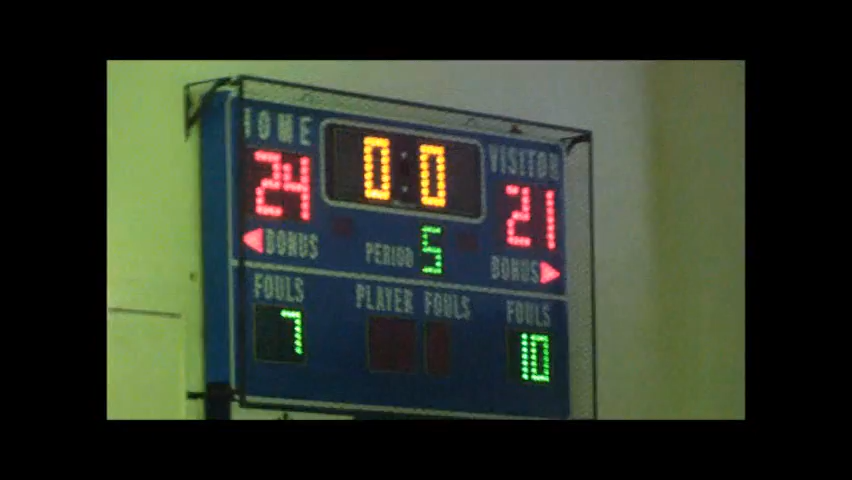 HOME
VISITOR
0:0
24
21
BONUS
PERIOD 5
BONUS
FOULS
PLAYER FOULS
FOULS
7
10